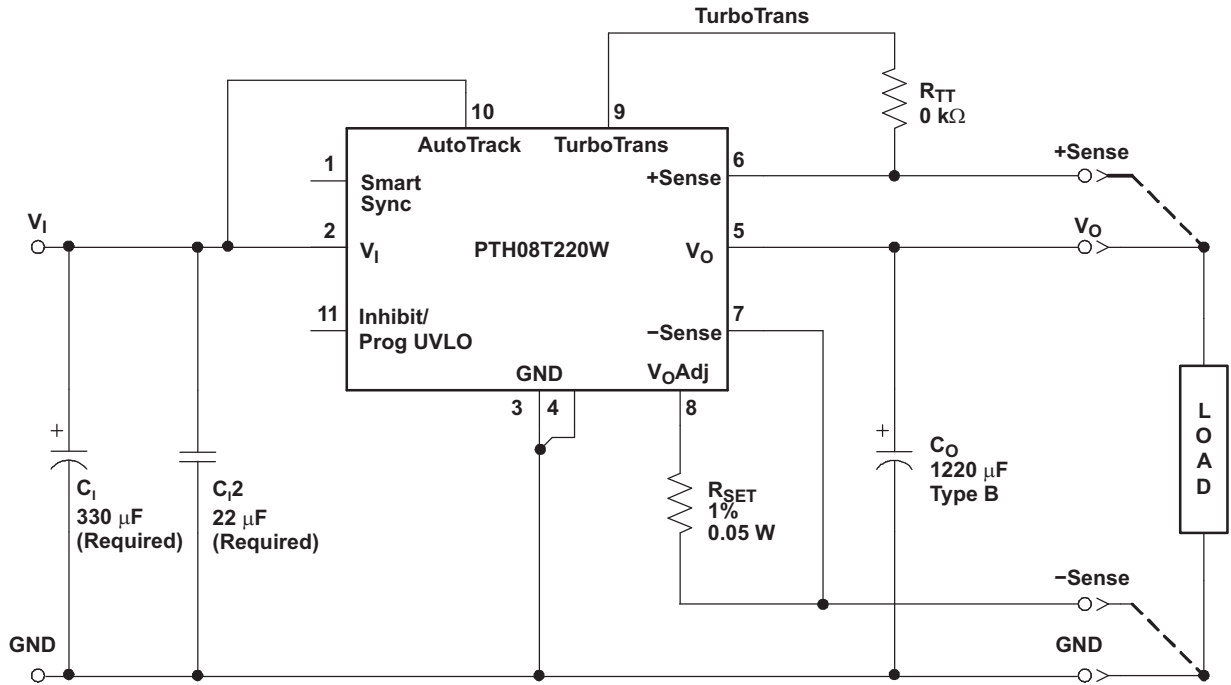 TurboTrans
R_TT
0 kΩ
10
9
AutoTrack
TurboTrans
1
Smart
Sync
+Sense
6
+Sense
V_I
2
V_I
PTH08T220W
V_O
5
V_O
11
Inhibit/
Prog UVLO
−Sense
7
GND
V_OAdj
3
4
8
+
C_I
330 μF
(Required)
C_I2
22 μF
(Required)
R_SET
1%
0.05 W
+
C_O
1220 μF
Type B
LOAD
−Sense
GND
GND